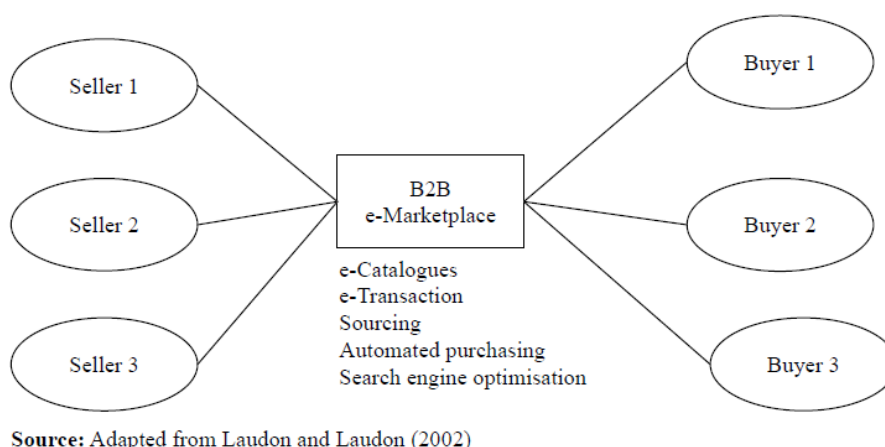 Seller 1
Buyer 1
B2B
e-Marketplace
Seller 2
Buyer 2
e-Catalogues
e-Transaction
Sourcing
Automated purchasing
Search engine optimisation
Seller 3
Buyer 3
Source: Adapted from Laudon and Laudon (2002)